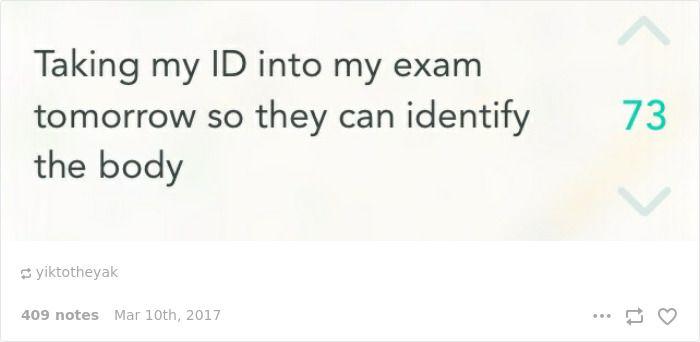 Taking my ID into my exam
tomorrow so they can identify
the body
73
yiktotheyak
409 notes Mar 10th, 2017